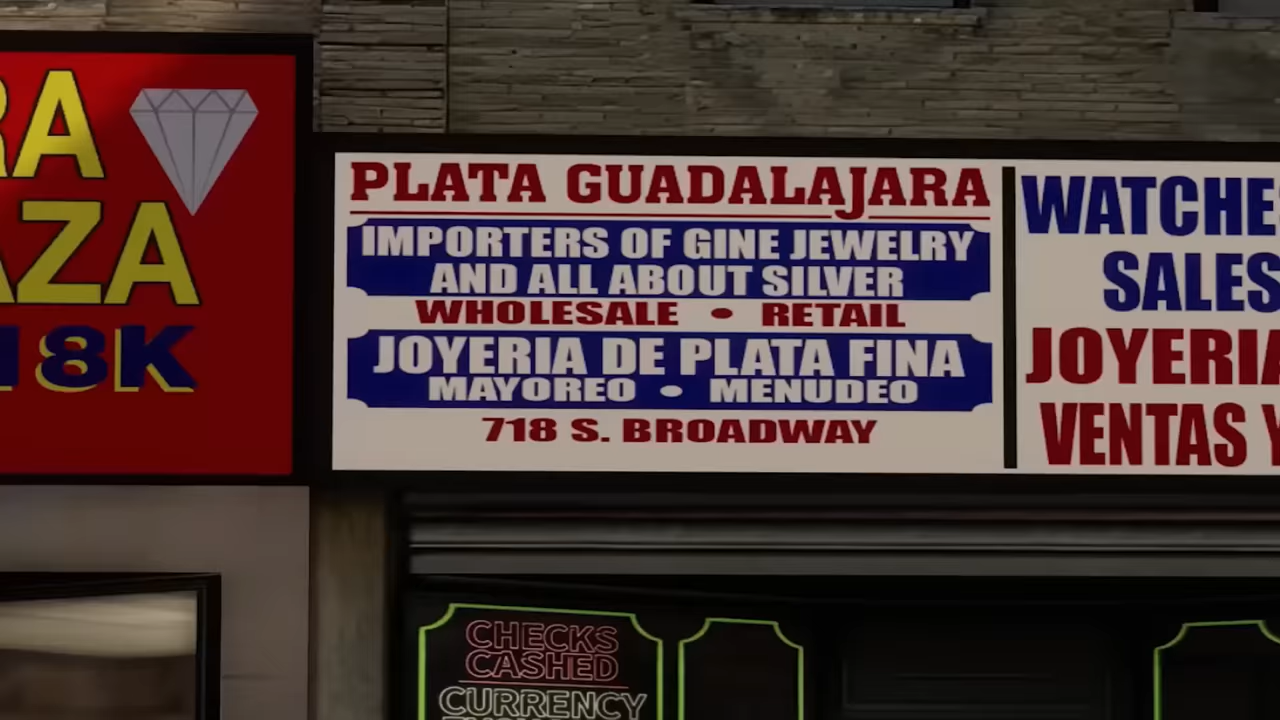 RA
AZA
18K
PLATA GUADALAJARA
IMPORTERS OF GINE JEWELRY
AND ALL ABOUT SILVER
WHOLESALE • RETAIL
JOYERIA DE PLATA FINA
MAYOREO • MENUDEO
718 S. BROADWAY
WATCHE
SALES
JOYERIA
VENTAS Y
CHECKS
CASHED
CURRENCY